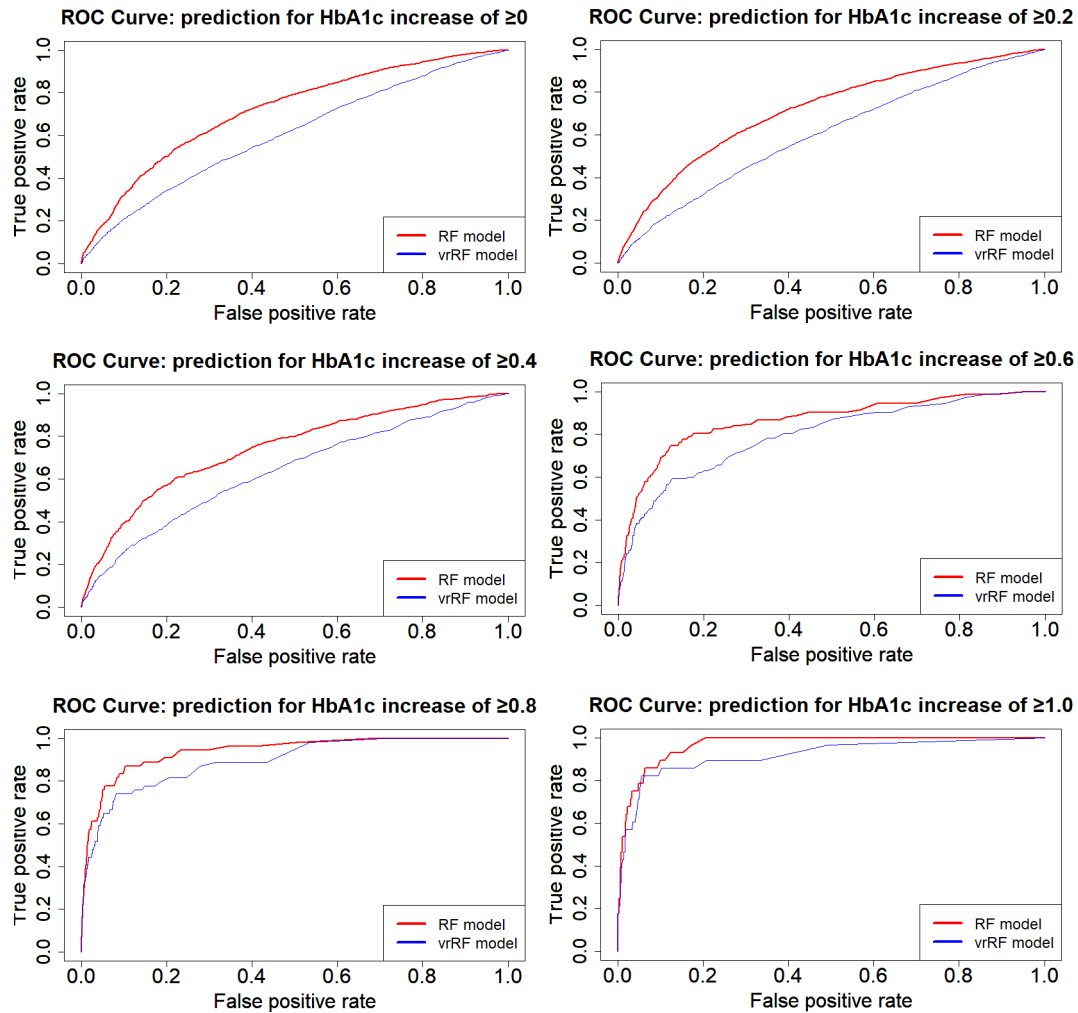 ROC Curve: prediction for HbA1c increase of ≥0
True positive rate
0.0 0.2 0.4 0.6 0.8 1.0
RF model
vrRF model
0.0 0.2 0.4 0.6 0.8 1.0
False positive rate
ROC Curve: prediction for HbA1c increase of ≥0.2
True positive rate
0.0 0.2 0.4 0.6 0.8 1.0
RF model
vrRF model
0.0 0.2 0.4 0.6 0.8 1.0
False positive rate
ROC Curve: prediction for HbA1c increase of ≥0.4
True positive rate
0.0 0.2 0.4 0.6 0.8 1.0
RF model
vrRF model
0.0 0.2 0.4 0.6 0.8 1.0
False positive rate
ROC Curve: prediction for HbA1c increase of ≥0.6
True positive rate
0.0 0.2 0.4 0.6 0.8 1.0
RF model
vrRF model
0.0 0.2 0.4 0.6 0.8 1.0
False positive rate
ROC Curve: prediction for HbA1c increase of ≥0.8
True positive rate
0.0 0.2 0.4 0.6 0.8 1.0
RF model
vrRF model
0.0 0.2 0.4 0.6 0.8 1.0
False positive rate
ROC Curve: prediction for HbA1c increase of ≥1.0
True positive rate
0.0 0.2 0.4 0.6 0.8 1.0
RF model
vrRF model
0.0 0.2 0.4 0.6 0.8 1.0
False positive rate